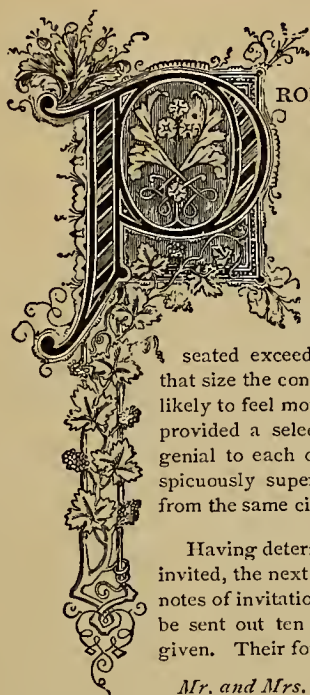 PRO
seated exceed
that size the con
likely to feel mo
provided a selec
genial to each o
spicuously super
from the same ci
Having deter
invited, the next
notes of invitatio
be sent out ten
given. Their fo
Mr. and Mrs.